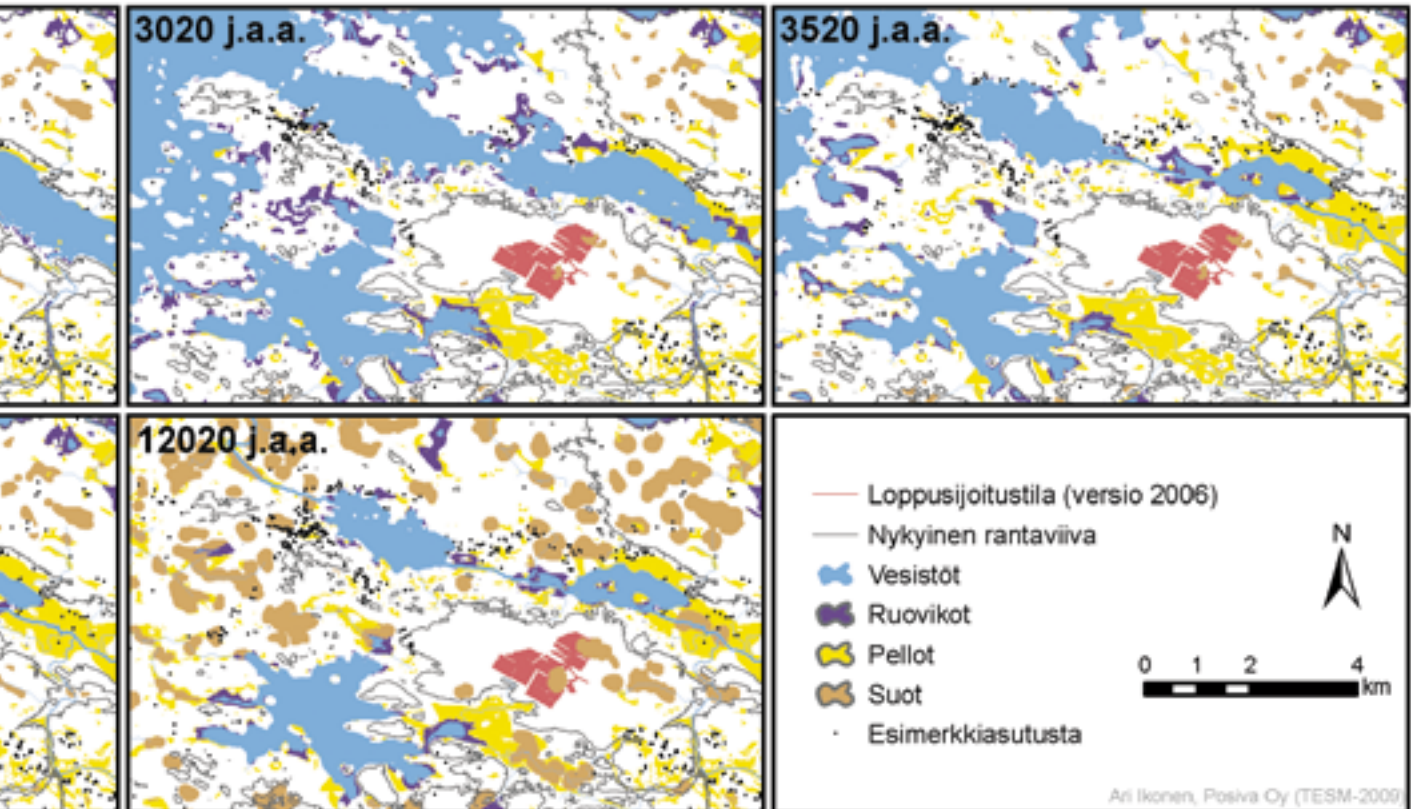 3020 j.a.a.
3520 j.a.a.
12020 j.a,a.
Loppusijoitustila (versio 2006)
Nykyinen rantaviiva
Vesistöt
Ruovikot
Pellot
Suot
Esimerkkiasutusta
N
0 1 2 4
km
Ari Ikonen, Posiva Oy (TESM-2009)